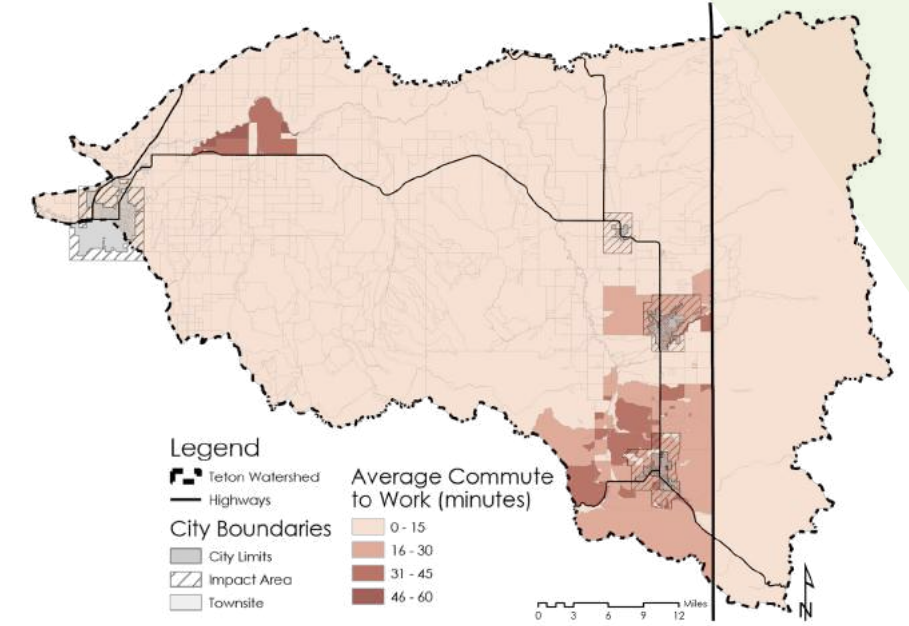 Legend
Teton Watershed
Highways
City Boundaries
City Limits
Impact Area
Townsite
Average Commute
to Work (minutes)
0 - 15
16 - 30
31 - 45
46 - 60
Miles
0 3 6 9 12
N